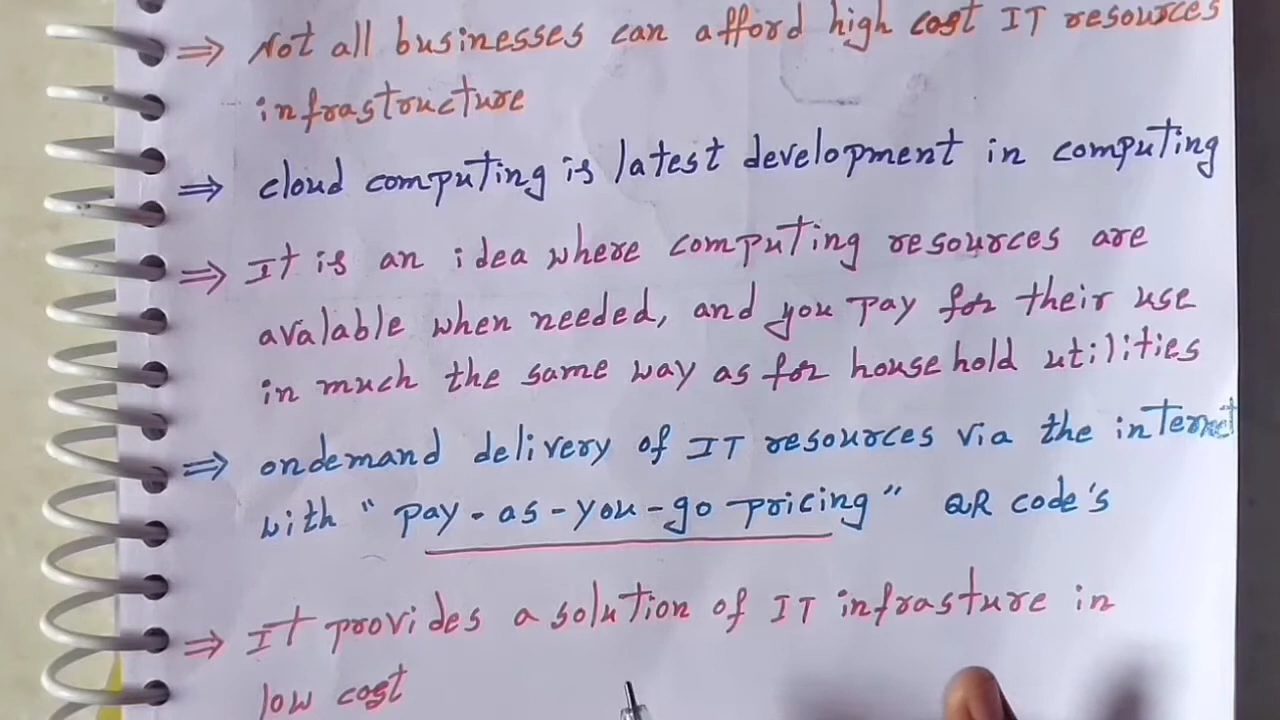 ⇒ Not all businesses can afford high cost IT resources
infrastructure
⇒ cloud computing is latest development in computing
⇒ It is an idea where computing resources are
avalable when needed, and you pay for their use
in much the same way as for household utilities
⇒ ondemand delivery of IT resources via the internet
with "pay-as-you-go pricing" QR code's
⇒ It provides a solution of IT infrasture in
low cost